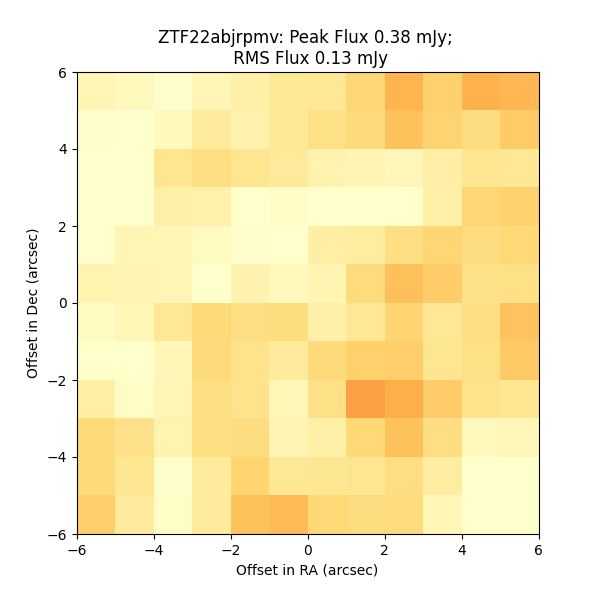 ZTF22abjrpmv: Peak Flux 0.38 mJy;
RMS Flux 0.13 mJy
6
4
2
0
−2
−4
−6
Offset in Dec (arcsec)
−6 −4 −2 0 2 4 6
Offset in RA (arcsec)